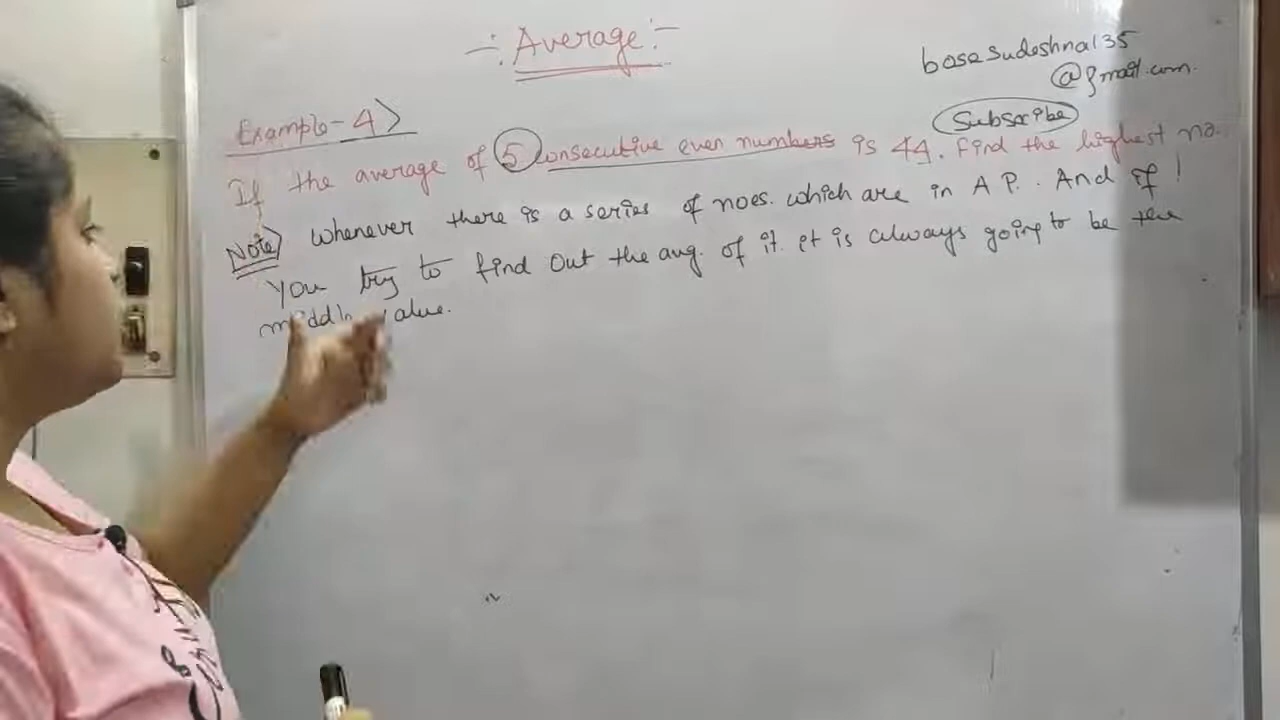 -: Average :-
basesudeshna135
@gmail.com.
Subscribe
Example-4>
If the average of 5 consecutive even numbers is 44. Find the highest no.
Note> Whenever there is a series of noes. which are in A P. And if
You try to find out the avg. of it. it is always going to be the
middle value.